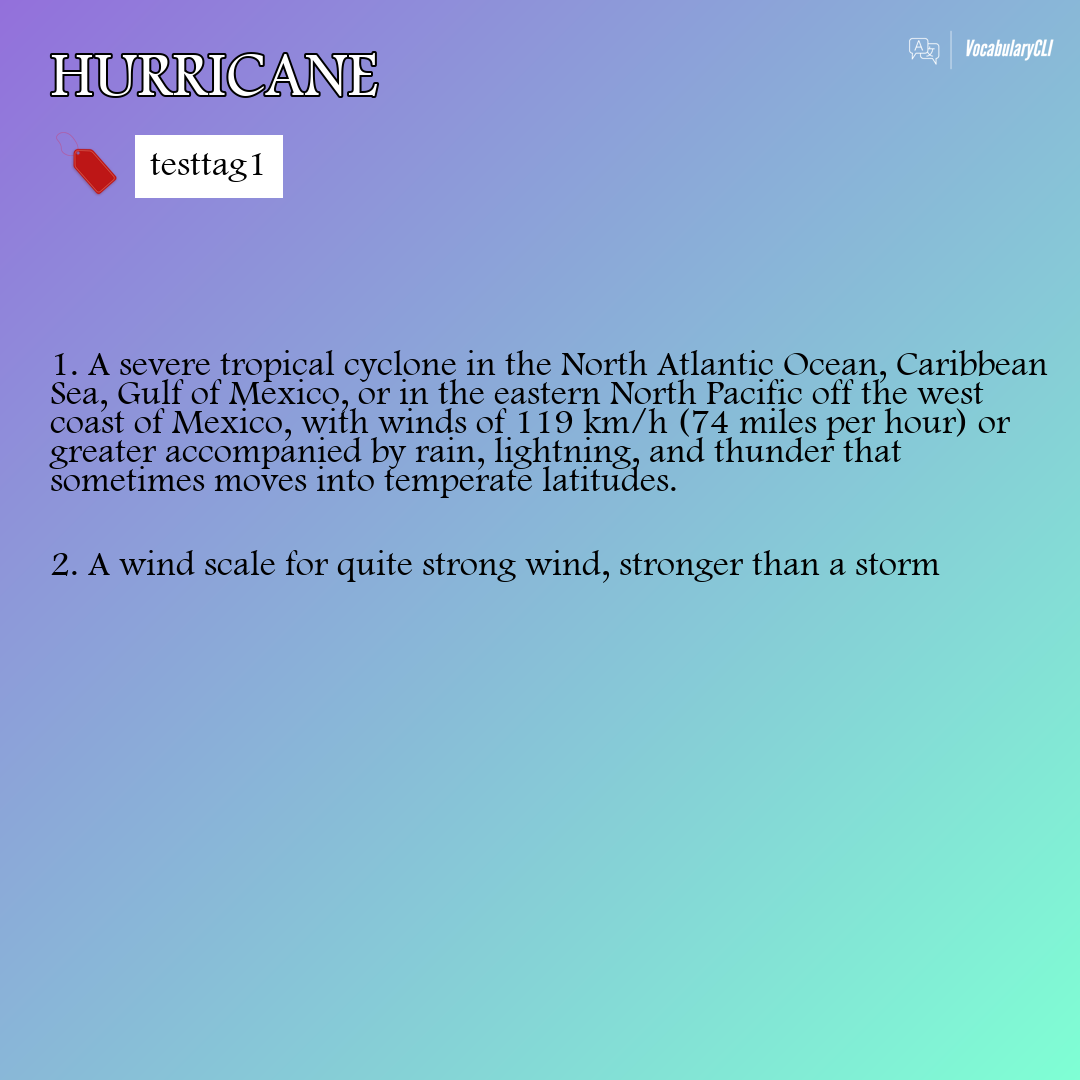 HURRICANE
VocabularyCLI
testtag1
1. A severe tropical cyclone in the North Atlantic Ocean, Caribbean
Sea, Gulf of Mexico, or in the eastern North Pacific off the west
coast of Mexico, with winds of 119 km/h (74 miles per hour) or
greater accompanied by rain, lightning, and thunder that
sometimes moves into temperate latitudes.
2. A wind scale for quite strong wind, stronger than a storm